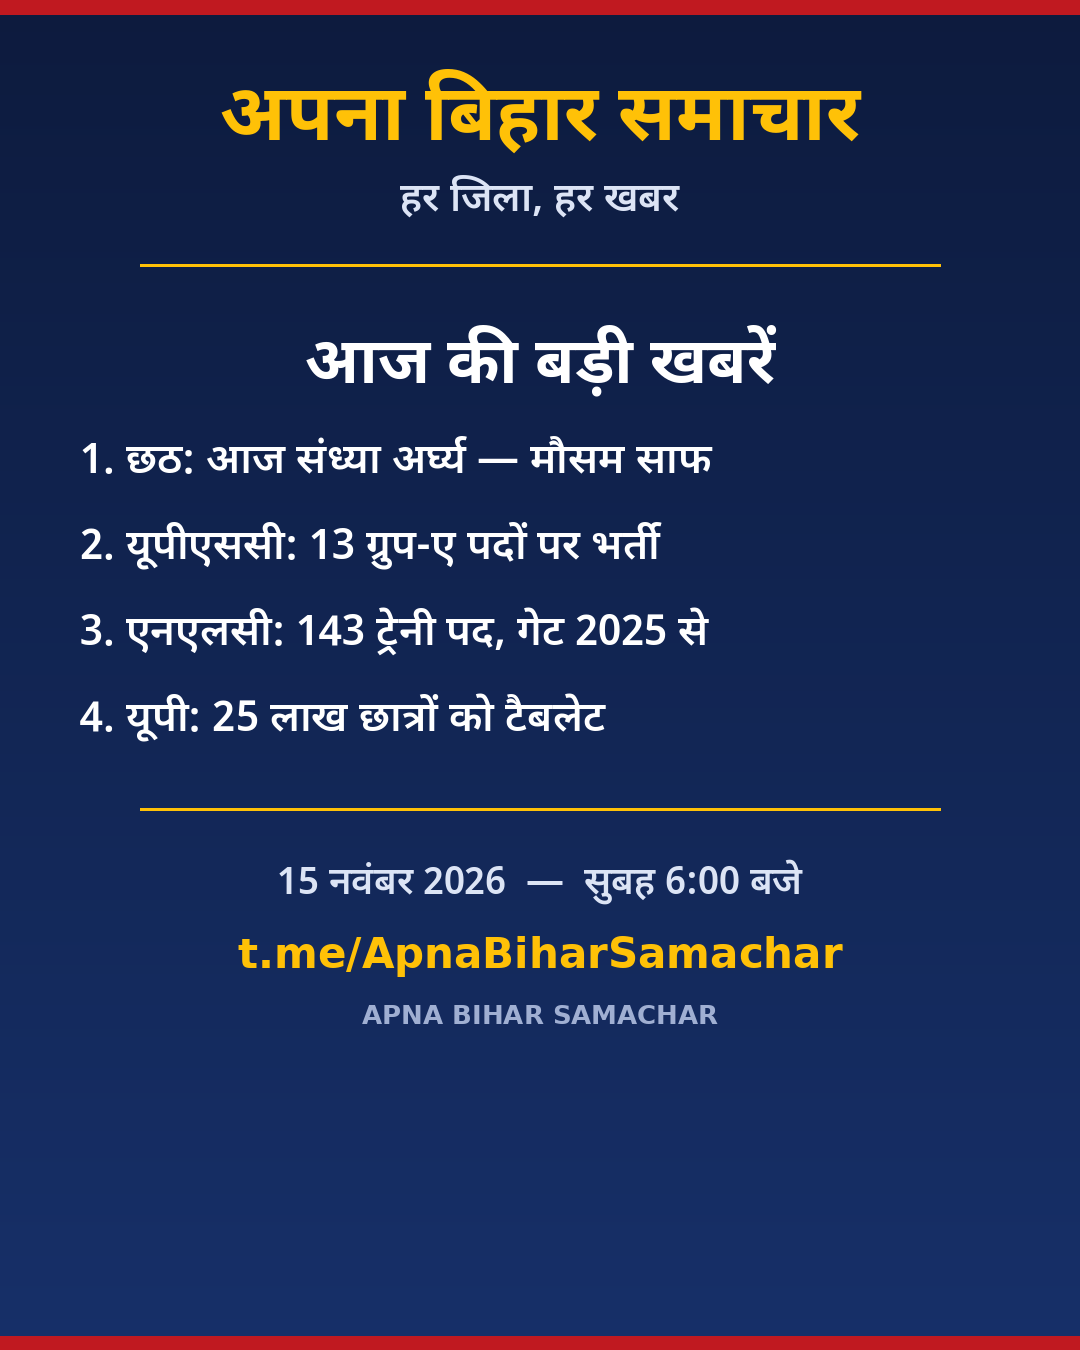 अपना बिहार समाचार
हर जिला, हर खबर
आज की बड़ी खबरें
1. छठ: आज संध्या अर्घ्य — मौसम साफ
2. यूपीएससी: 13 ग्रुप-ए पदों पर भर्ती
3. एनएलसी: 143 ट्रेनी पद, गेट 2025 से
4. यूपी: 25 लाख छात्रों को टैबलेट
15 नवंबर 2026 — सुबह 6:00 बजे
t.me/ApnaBiharSamachar
APNA BIHAR SAMACHAR